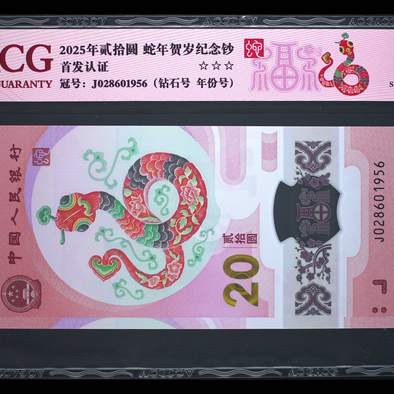 ACG
GUARANTY
2025年贰拾圆 蛇年贺岁纪念钞
首发认证
☆☆☆
冠号：J028601956（钻石号 年份号）
S
中国人民银行
贰拾圆
20
J028601956